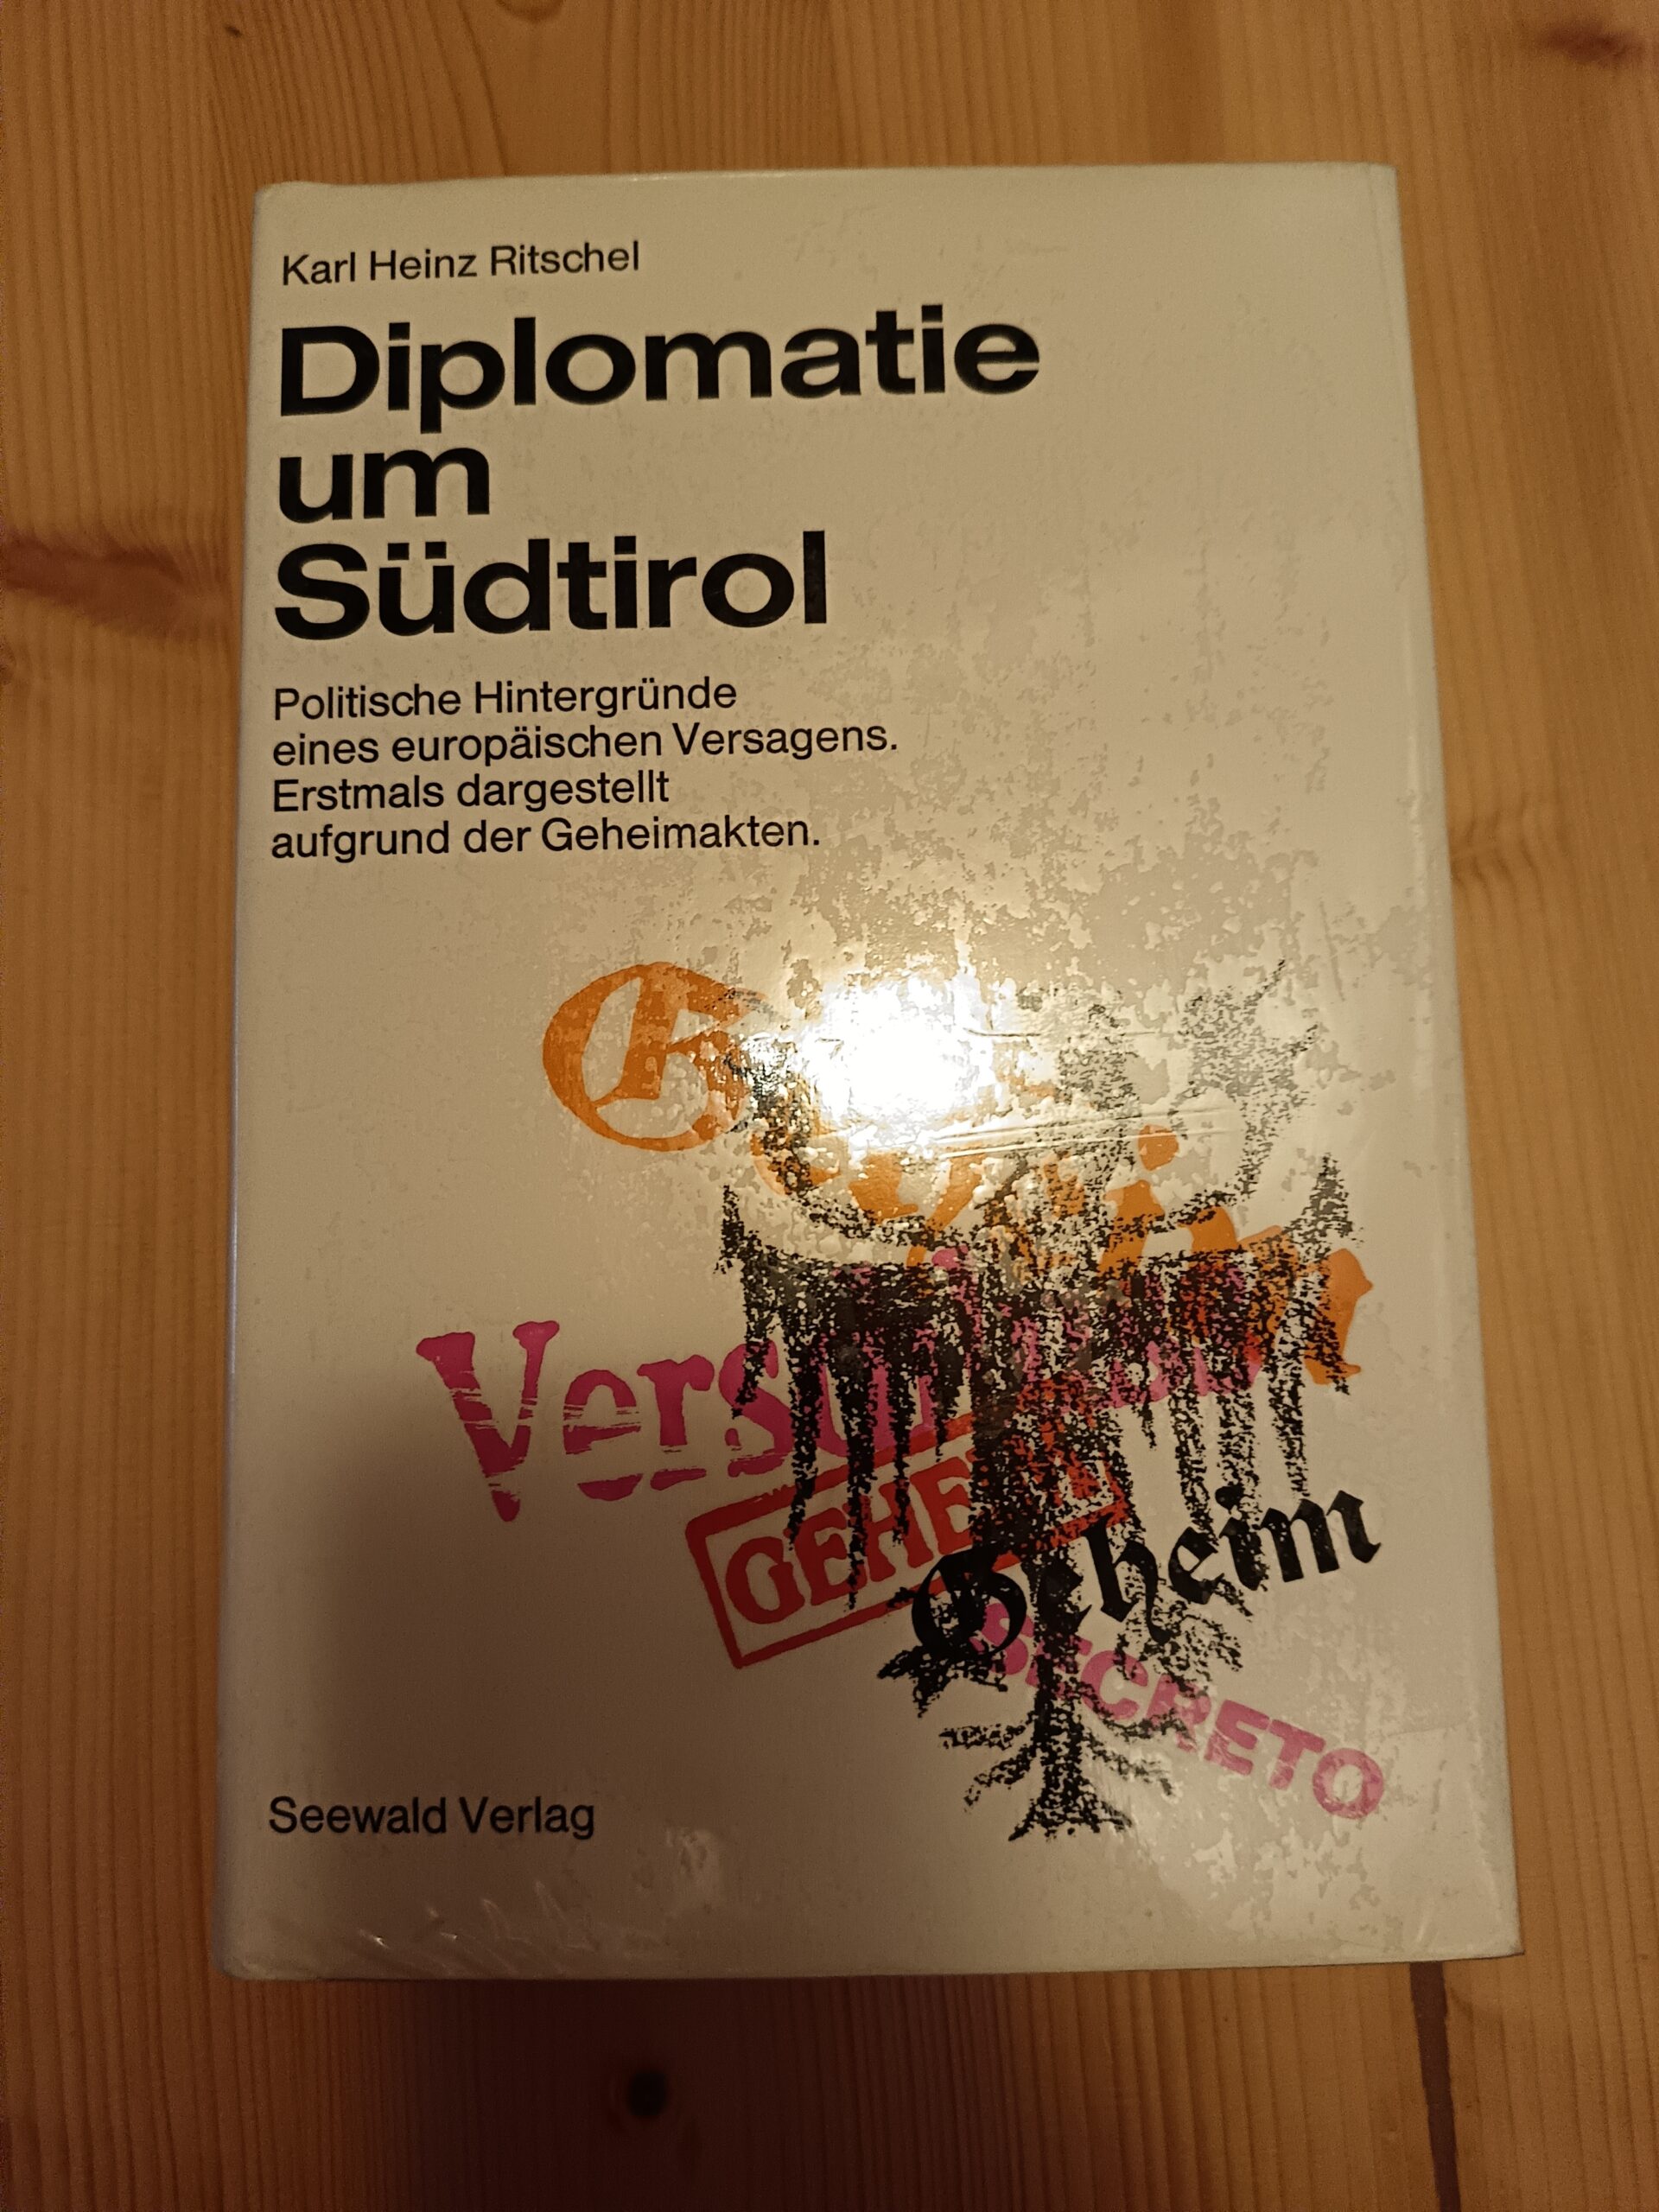 Karl Heinz Ritschel
Diplomatie
um
Südtirol
Politische Hintergründe
eines europäischen Versagens.
Erstmals dargestellt
aufgrund der Geheimakten.
Geheim
SECRETO
Seewald Verlag